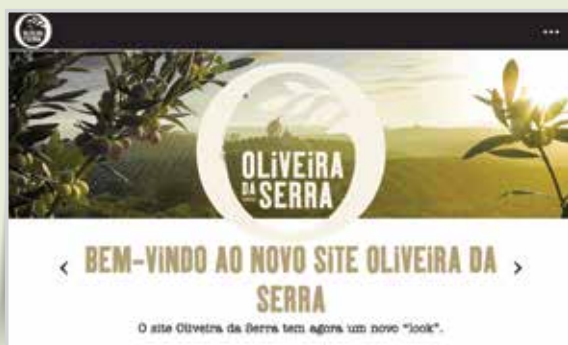 OLIVEIRA
DA
SERRA
BEM-VINDO AO NOVO SITE OLIVEIRA DA
SERRA
O site Oliveira da Serra tem agora um novo "look".